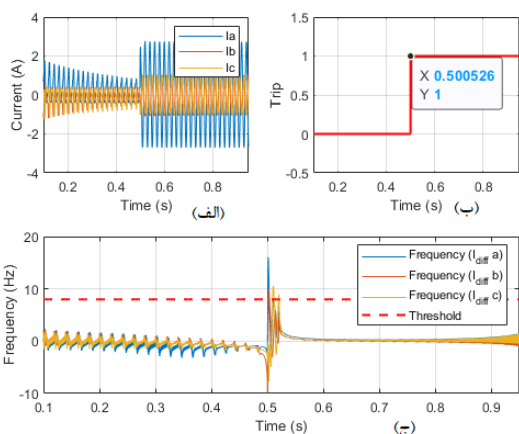 4
2
0
-2
-4
Current (A)
Ia
Ib
Ic
0.2 0.4 0.6 0.8
Time (s)
(الف)
1.5
1
0.5
0
-0.5
Trip
X 0.500526
Y 1
0.2 0.4 0.6 0.8
Time (s)
(ب)
20
10
0
-10
Frequency (Hz)
Frequency (I_diff a)
Frequency (I_diff b)
Frequency (I_diff c)
Threshold
0.1 0.2 0.3 0.4 0.5 0.6 0.7 0.8 0.9
Time (s)
(ج)